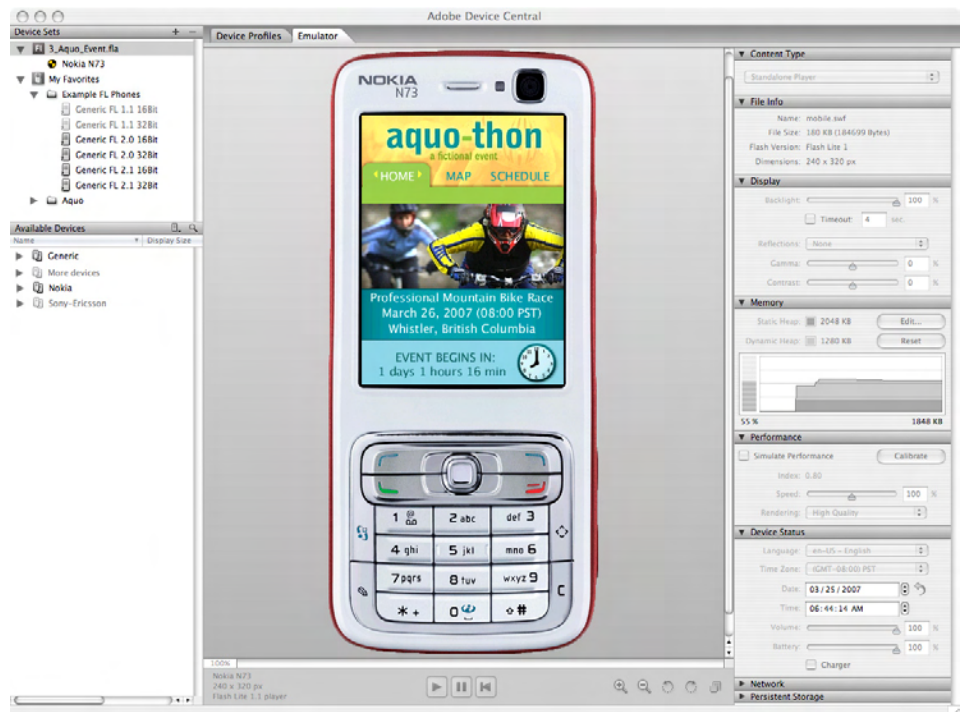 Adobe Device Central
Device Sets + −
3_Aquo_Event.fla
Nokia N73
My Favorites
Example FL Phones
Generic FL 1.1 16Bit
Generic FL 1.1 32Bit
Generic FL 2.0 16Bit
Generic FL 2.0 32Bit
Generic FL 2.1 16Bit
Generic FL 2.1 32Bit
Aquo
Available Devices
Name Display Size
Generic
More devices
Nokia
Sony-Ericsson
Device Profiles Emulator
NOKIA
N73
aquo-thon
a fictional event
HOME MAP SCHEDULE
Professional Mountain Bike Race
March 26, 2007 (08:00 PST)
Whistler, British Columbia
EVENT BEGINS IN:
1 days 1 hours 16 min
1 2 abc def 3
4 ghi 5 jkl mno 6
7 pqrs 8 tuv wxyz 9
* + 0 #
C
100%
Nokia N73
240 x 320 px
Flash Lite 1.1 player
Content Type
Standalone Player
File Info
Name: mobile.swf
File Size: 180 KB (184699 Bytes)
Flash Version: Flash Lite 1
Dimensions: 240 x 320 px
Display
Backlight: 100 %
Timeout: 4 sec.
Reflections: None
Gamma: 0 %
Contrast: 0 %
Memory
Static Heap: 2048 KB Edit...
Dynamic Heap: 1280 KB Reset
55 % 1848 KB
Performance
Simulate Performance Calibrate
Index: 0.80
Speed: 100 %
Rendering: High Quality
Device Status
Language: en-US - English
Time Zone: (GMT-08:00) PST
Date: 03/25/2007
Time: 06:44:14 AM
Volume: 100 %
Battery: 100 %
Charger
Network
Persistent Storage